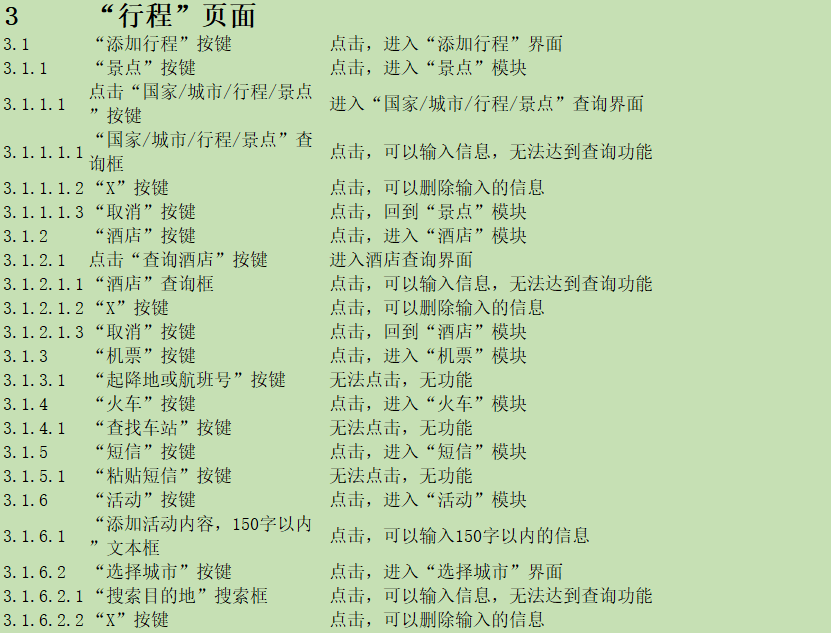 3 “行程”页面
3.1 “添加行程”按键 点击，进入“添加行程”界面
3.1.1 “景点”按键 点击，进入“景点”模块
3.1.1.1 点击“国家/城市/行程/景点
”按键 进入“国家/城市/行程/景点”查询界面
3.1.1.1.1 “国家/城市/行程/景点”查
询框 点击，可以输入信息，无法达到查询功能
3.1.1.1.2 “X”按键 点击，可以删除输入的信息
3.1.1.1.3 “取消”按键 点击，回到“景点”模块
3.1.2 “酒店”按键 点击，进入“酒店”模块
3.1.2.1 点击“查询酒店”按键 进入酒店查询界面
3.1.2.1.1 “酒店”查询框 点击，可以输入信息，无法达到查询功能
3.1.2.1.2 “X”按键 点击，可以删除输入的信息
3.1.2.1.3 “取消”按键 点击，回到“酒店”模块
3.1.3 “机票”按键 点击，进入“机票”模块
3.1.3.1 “起降地或航班号”按键 无法点击，无功能
3.1.4 “火车”按键 点击，进入“火车”模块
3.1.4.1 “查找车站”按键 无法点击，无功能
3.1.5 “短信”按键 点击，进入“短信”模块
3.1.5.1 “粘贴短信”按键 无法点击，无功能
3.1.6 “活动”按键 点击，进入“活动”模块
3.1.6.1 “添加活动内容，150字以内
”文本框 点击，可以输入150字以内的信息
3.1.6.2 “选择城市”按键 点击，进入“选择城市”界面
3.1.6.2.1 “搜索目的地”搜索框 点击，可以输入信息，无法达到查询功能
3.1.6.2.2 “X”按键 点击，可以删除输入的信息